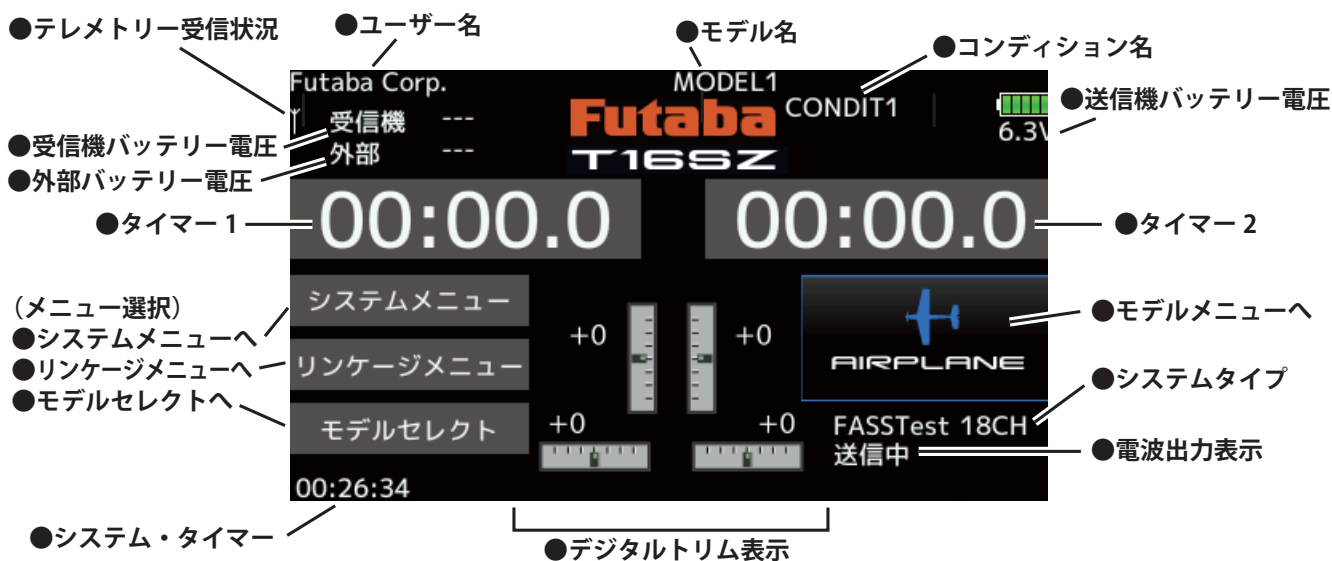 ●テレメトリー受信状況
●ユーザー名
●モデル名
●コンディション名
Futaba Corp.
MODEL1
受信機 ---
Futaba
CONDIT1
●送信機バッテリー電圧
●受信機バッテリー電圧
外部 ---
T16SZ
6.3V
●外部バッテリー電圧
●タイマー 1
00:00.0
00:00.0
●タイマー 2
(メニュー選択)
システムメニュー
●システムメニューへ
+0
+0
●モデルメニューへ
●リンケージメニューへ
リンケージメニュー
AIRPLANE
●モデルセレクトへ
●システムタイプ
モデルセレクト
+0
+0
FASSTest 18CH
送信中
●電波出力表示
00:26:34
●システム・タイマー
●デジタルトリム表示